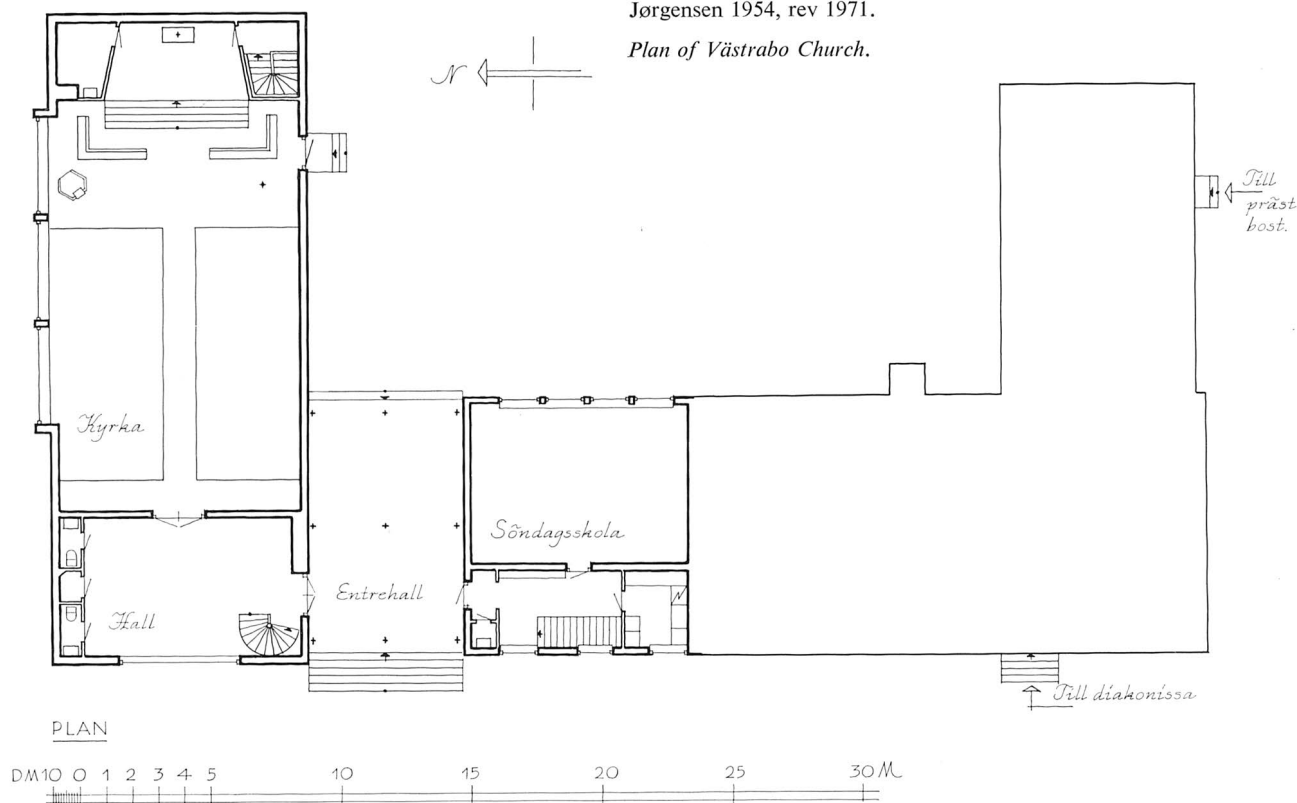 Jørgensen 1954, rev 1971.
Plan of Västrabo Church.
N
Till
präst
bost.
Kyrka
Söndagsskola
Entrehall
Hall
Till diakonissa
PLAN
DM10 0 1 2 3 4 5 10 15 20 25 30 M